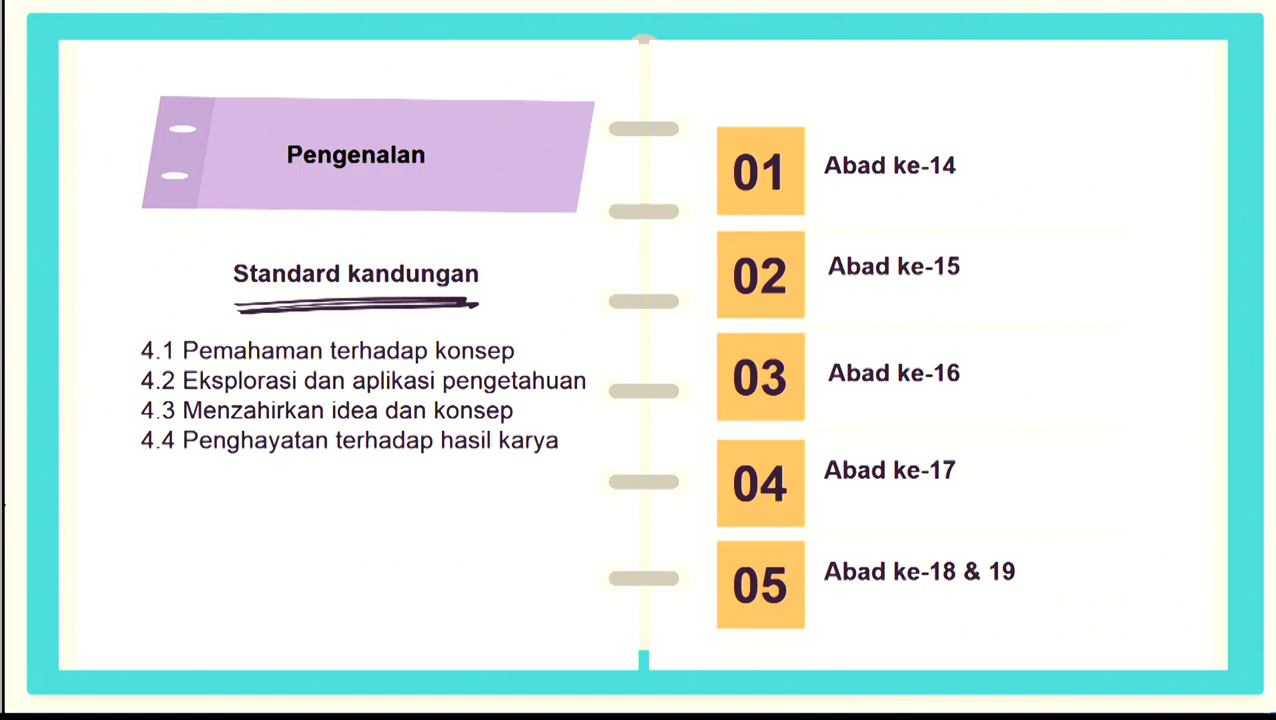 Pengenalan
Standard kandungan
4.1 Pemahaman terhadap konsep
4.2 Eksplorasi dan aplikasi pengetahuan
4.3 Menzahirkan idea dan konsep
4.4 Penghayatan terhadap hasil karya
01 Abad ke-14
02 Abad ke-15
03 Abad ke-16
04 Abad ke-17
05 Abad ke-18 & 19